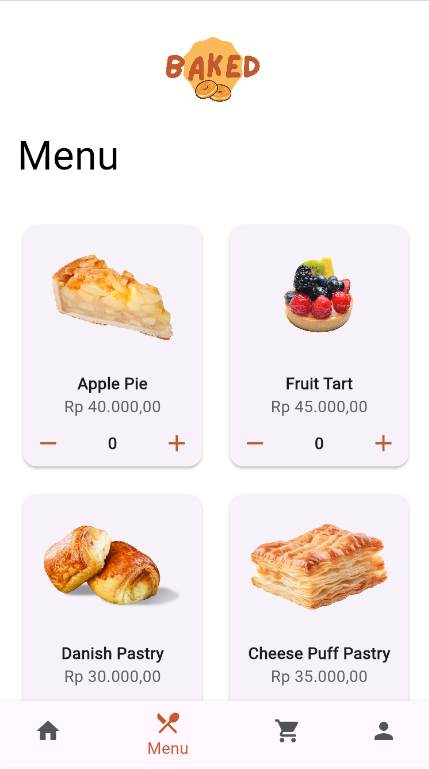 BAKED
Menu
Apple Pie
Rp 40.000,00
0
Fruit Tart
Rp 45.000,00
0
Danish Pastry
Rp 30.000,00
Cheese Puff Pastry
Rp 35.000,00
Menu